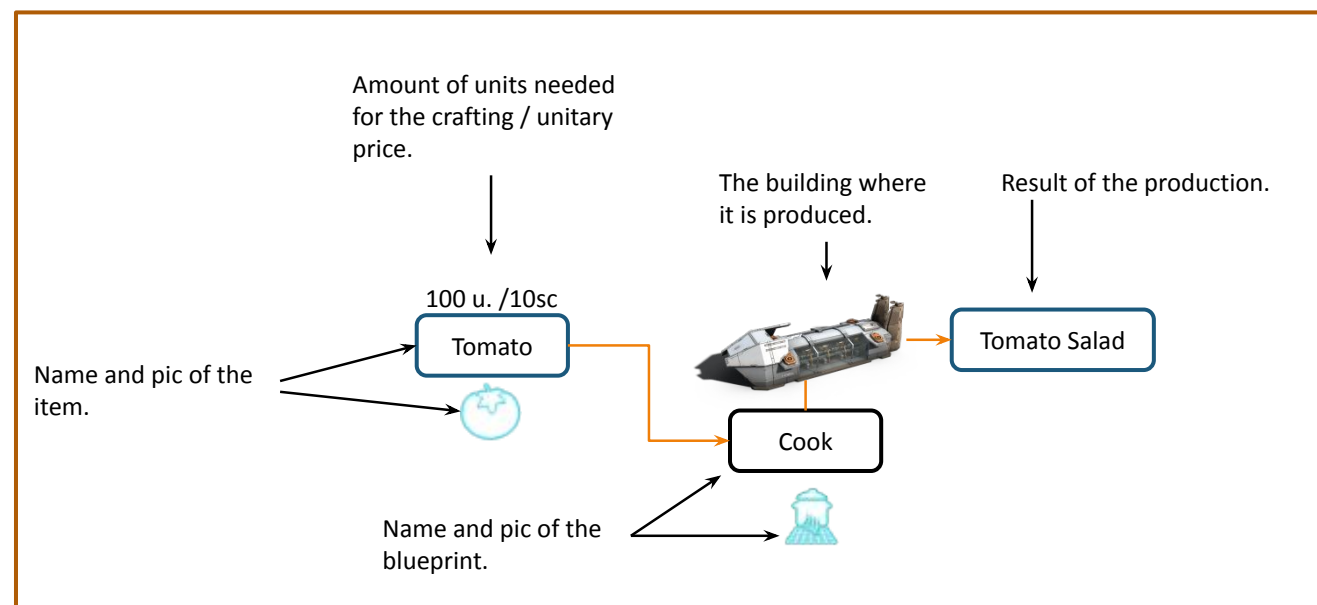 Amount of units needed
for the crafting / unitary
price.
The building where
it is produced.
Result of the production.
100 u. /10sc
Tomato
Tomato Salad
Name and pic of the
item.
Cook
Name and pic of the
blueprint.